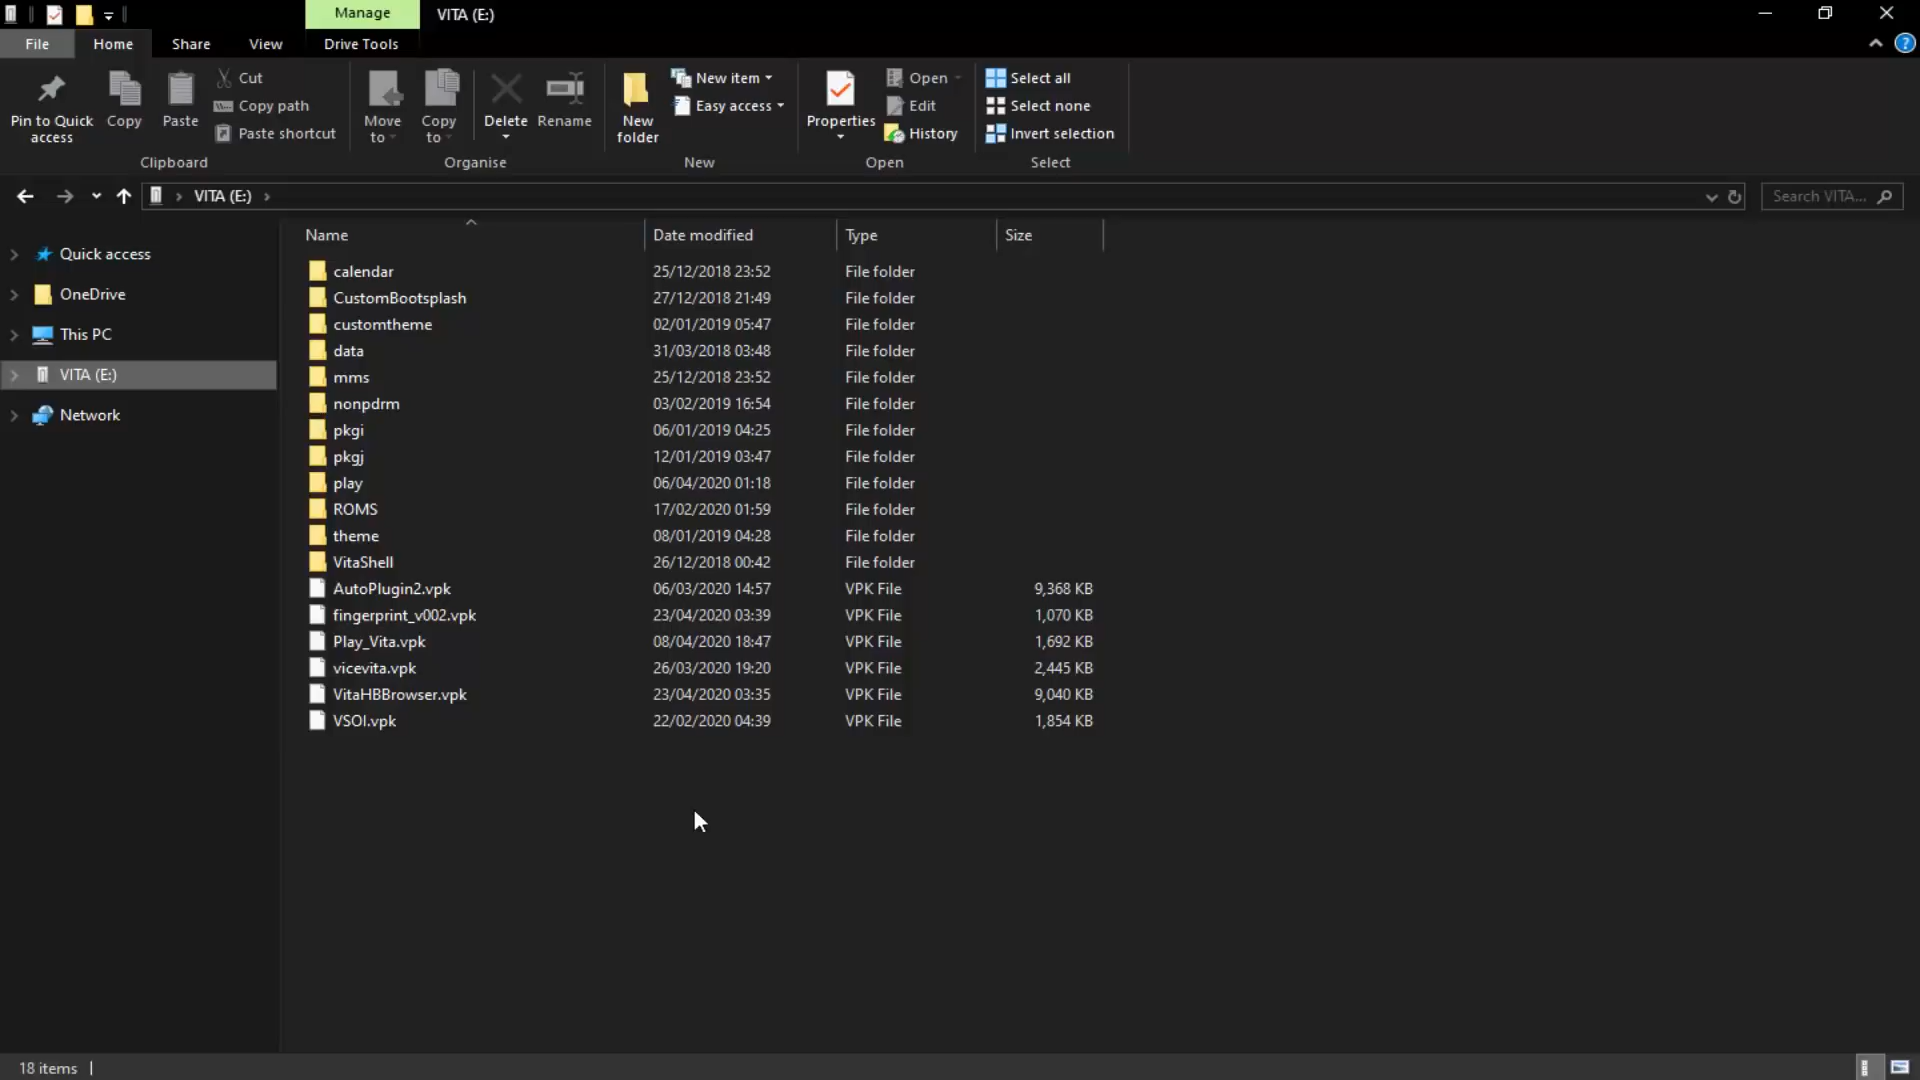 Manage
VITA (E:)
File
Home
Share
View
Drive Tools
Pin to Quick access
Copy
Paste
Cut
Copy path
Paste shortcut
Clipboard
Move to
Copy to
Delete
Rename
Organise
New folder
New item
Easy access
New
Properties
Open
Edit
History
Open
Select all
Select none
Invert selection
Select
VITA (E:)
Search VITA...
Quick access
OneDrive
This PC
VITA (E:)
Network
Name Date modified Type Size
calendar 25/12/2018 23:52 File folder
CustomBootsplash 27/12/2018 21:49 File folder
customtheme 02/01/2019 05:47 File folder
data 31/03/2018 03:48 File folder
mms 25/12/2018 23:52 File folder
nonpdrm 03/02/2019 16:54 File folder
pkgi 06/01/2019 04:25 File folder
pkgj 12/01/2019 03:47 File folder
play 06/04/2020 01:18 File folder
ROMS 17/02/2020 01:59 File folder
theme 08/01/2019 04:28 File folder
VitaShell 26/12/2018 00:42 File folder
AutoPlugin2.vpk 06/03/2020 14:57 VPK File 9,368 KB
fingerprint_v002.vpk 23/04/2020 03:39 VPK File 1,070 KB
Play_Vita.vpk 08/04/2020 18:47 VPK File 1,692 KB
vicevita.vpk 26/03/2020 19:20 VPK File 2,445 KB
VitaHBBrowser.vpk 23/04/2020 03:35 VPK File 9,040 KB
VSOI.vpk 22/02/2020 04:39 VPK File 1,854 KB
18 items